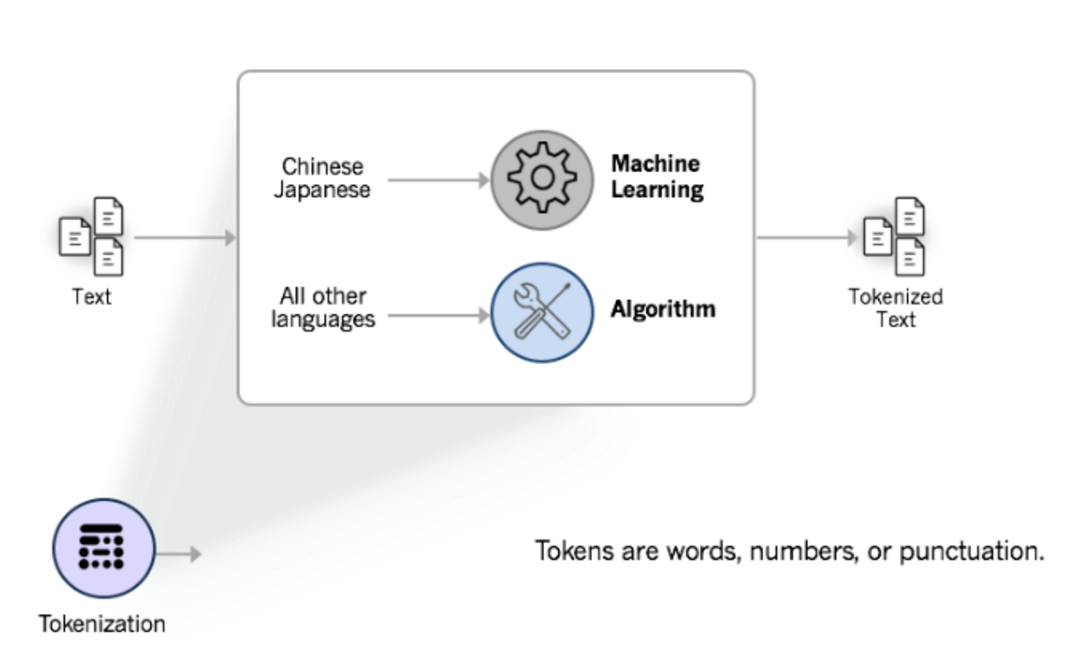 Chinese
Japanese
Machine
Learning
Text
All other
languages
Algorithm
Tokenized
Text
Tokens are words, numbers, or punctuation.
Tokenization